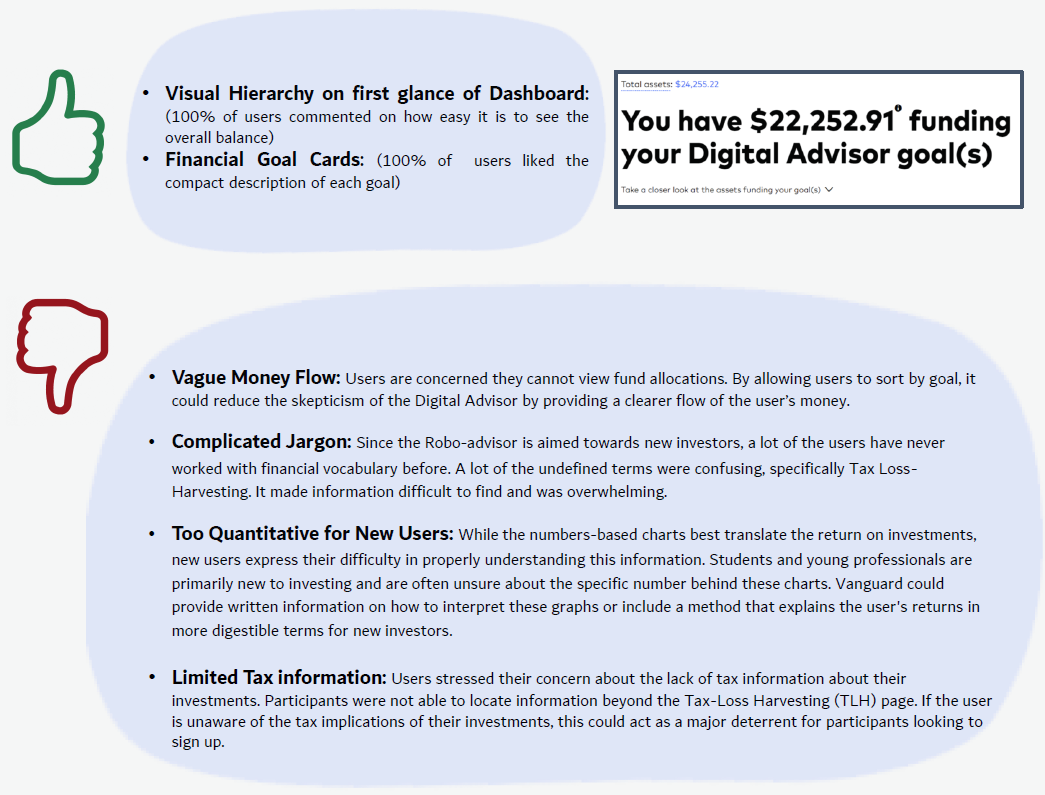 • Visual Hierarchy on first glance of Dashboard:
(100% of users commented on how easy it is to see the
overall balance)
• Financial Goal Cards: (100% of users liked the
compact description of each goal)
Total assets: $24,255.22
You have $22,252.91 funding
your Digital Advisor goal(s)
Take a closer look at the assets funding your goal(s)
• Vague Money Flow: Users are concerned they cannot view fund allocations. By allowing users to sort by goal, it
could reduce the skepticism of the Digital Advisor by providing a clearer flow of the user’s money.
• Complicated Jargon: Since the Robo-advisor is aimed towards new investors, a lot of the users have never
worked with financial vocabulary before. A lot of the undefined terms were confusing, specifically Tax Loss-
Harvesting. It made information difficult to find and was overwhelming.
• Too Quantitative for New Users: While the numbers-based charts best translate the return on investments,
new users express their difficulty in properly understanding this information. Students and young professionals are
primarily new to investing and are often unsure about the specific number behind these charts. Vanguard could
provide written information on how to interpret these graphs or include a method that explains the user's returns in
more digestible terms for new investors.
• Limited Tax information: Users stressed their concern about the lack of tax information about their
investments. Participants were not able to locate information beyond the Tax-Loss Harvesting (TLH) page. If the user
is unaware of the tax implications of their investments, this could act as a major deterrent for participants looking to
sign up.